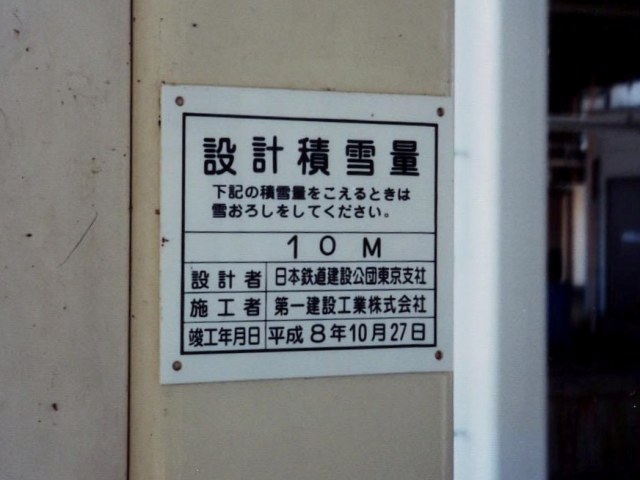 設計積雪量
下記の積雪量をこえるときは
雪おろしをしてください。
10M
設計者 日本鉄道建設公団東京支社
施工者 第一建設工業株式会社
竣工年月日 平成8年10月27日